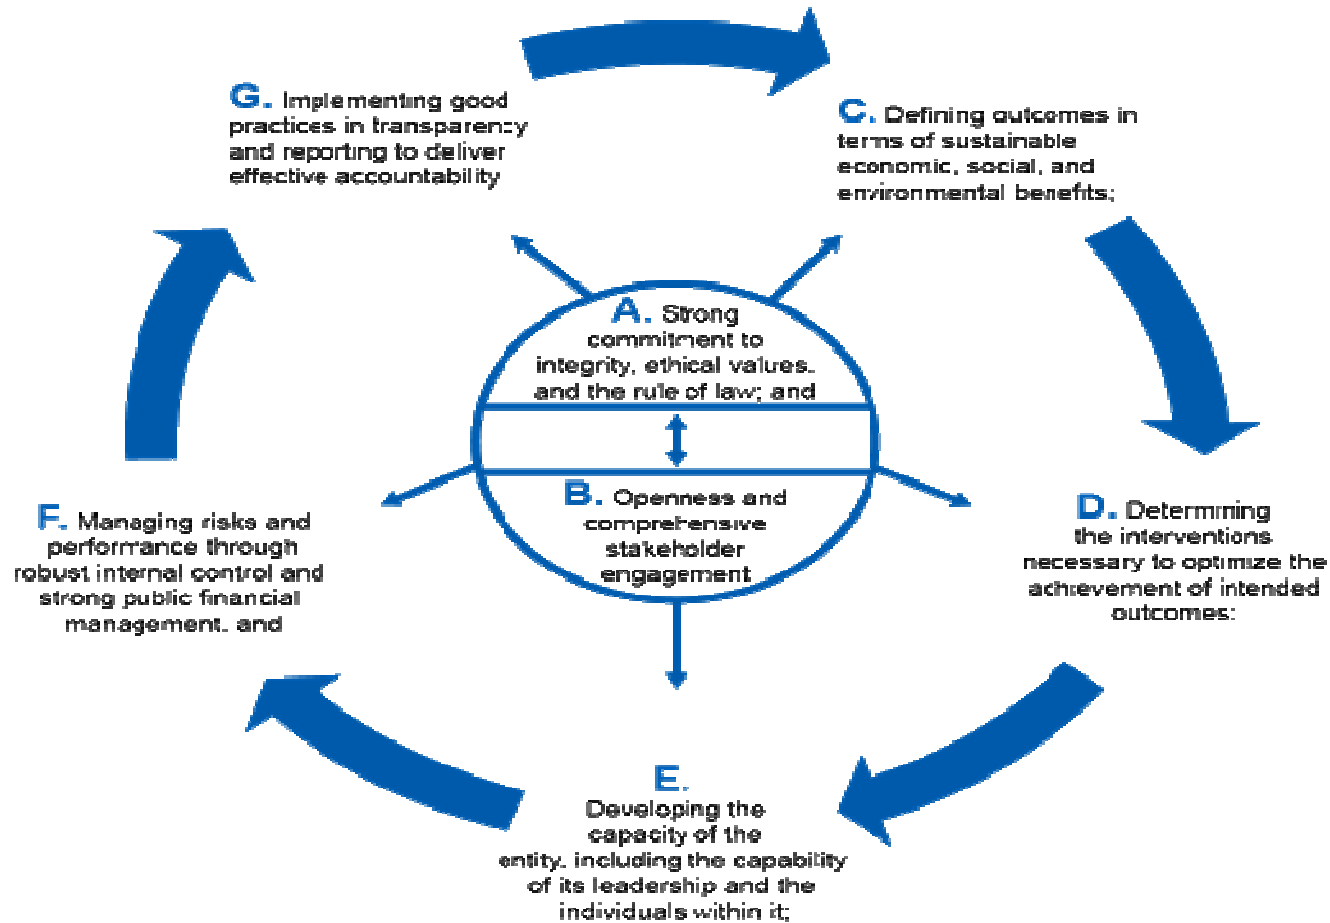 G. Implementing good
practices in transparency
and reporting to deliver
effective accountability
C. Defining outcomes in
terms of sustainable
economic, social, and
environmental benefits;
A. Strong
commitment to
integrity, ethical values,
and the rule of law; and
B. Openness and
comprehensive
stakeholder
engagement
F. Managing risks and
performance through
robust internal control and
strong public financial
management, and
D. Determining
the interventions
necessary to optimize the
achievement of intended
outcomes;
E.
Developing the
capacity of the
entity, including the capability
of its leadership and the
individuals within it;